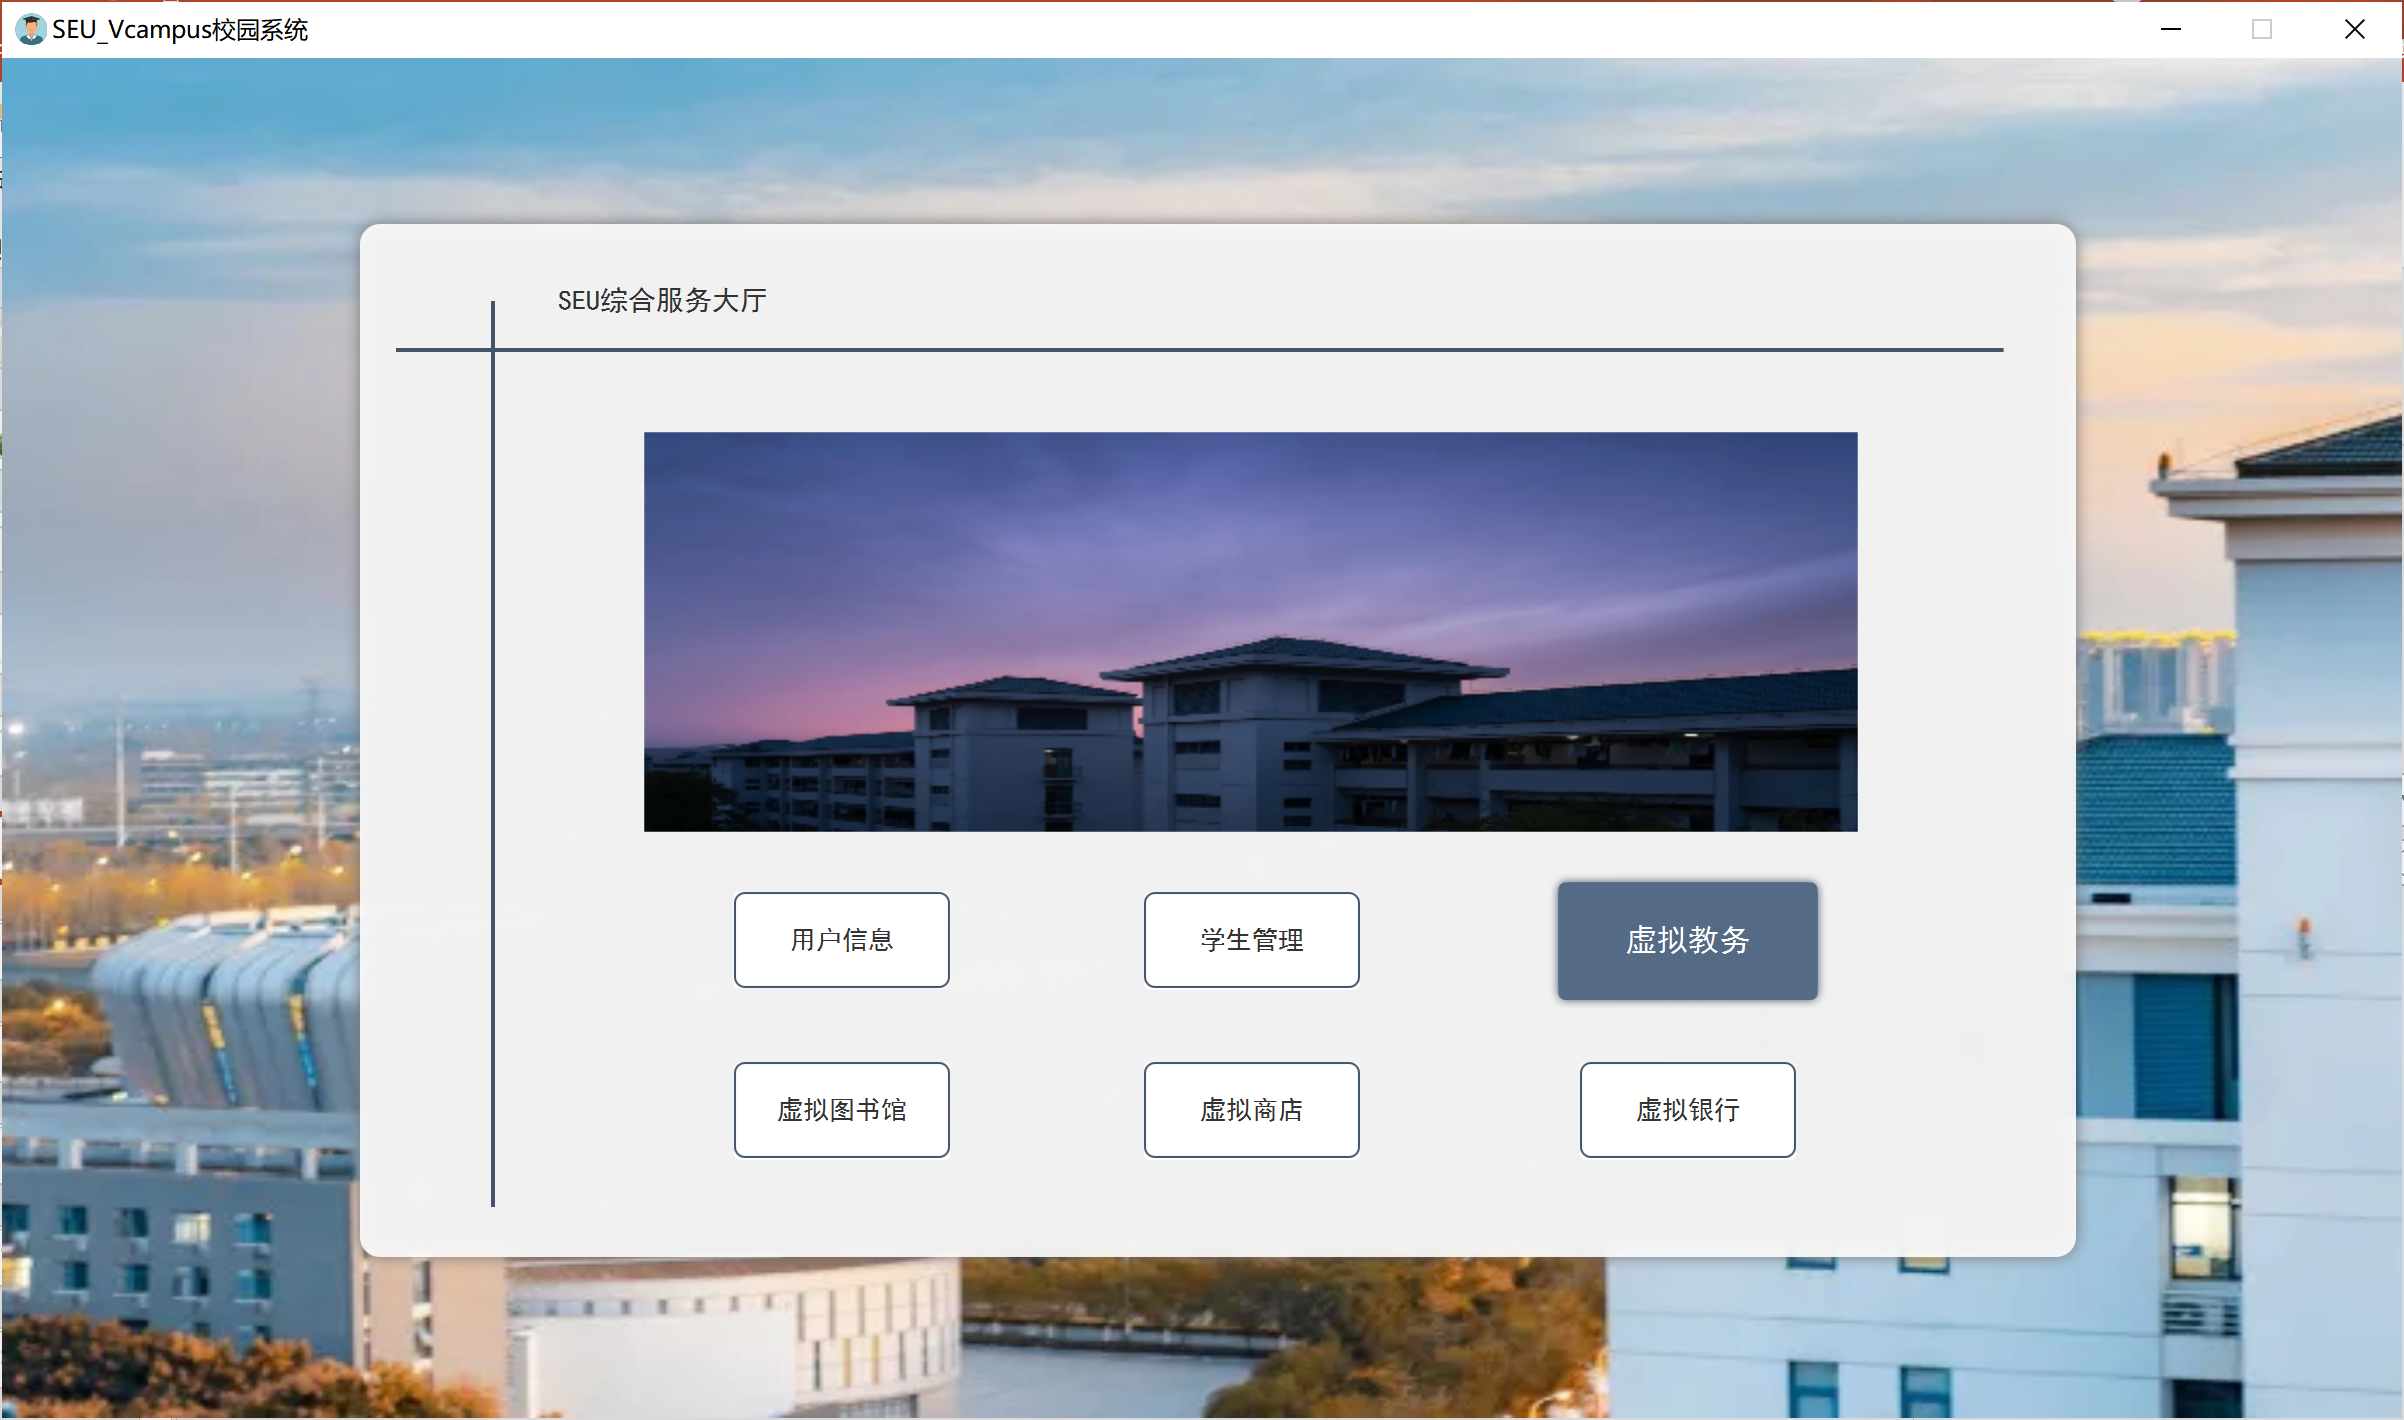 SEU_Vcampus校园系统
SEU综合服务大厅
用户信息
学生管理
虚拟教务
虚拟图书馆
虚拟商店
虚拟银行